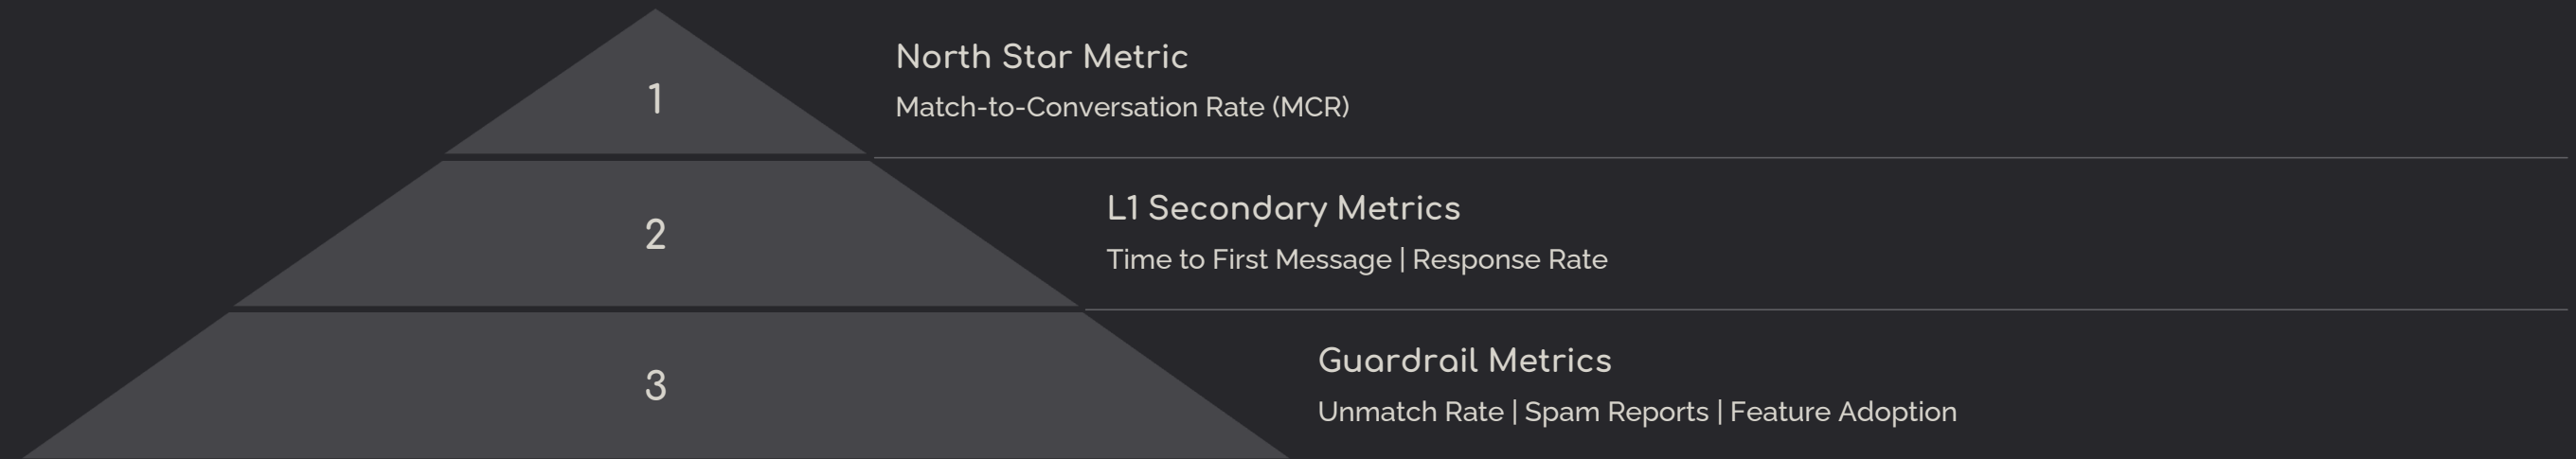 1
North Star Metric
Match-to-Conversation Rate (MCR)
2
L1 Secondary Metrics
Time to First Message | Response Rate
3
Guardrail Metrics
Unmatch Rate | Spam Reports | Feature Adoption